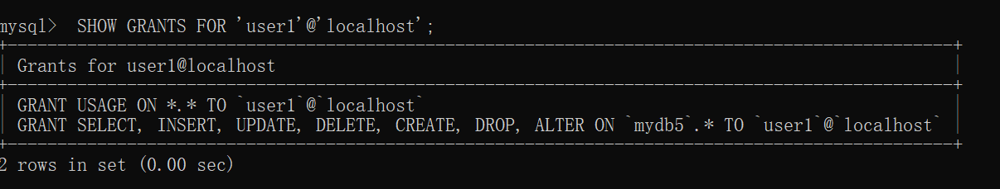 mysql>  SHOW GRANTS FOR 'user1'@'localhost';
+----------------------------------------------------------------------------------------------+
| Grants for user1@localhost                                                                   |
+----------------------------------------------------------------------------------------------+
| GRANT USAGE ON *.* TO `user1`@`localhost`                                                    |
| GRANT SELECT, INSERT, UPDATE, DELETE, CREATE, DROP, ALTER ON `mydb5`.* TO `user1`@`localhost` |
+----------------------------------------------------------------------------------------------+
2 rows in set (0.00 sec)